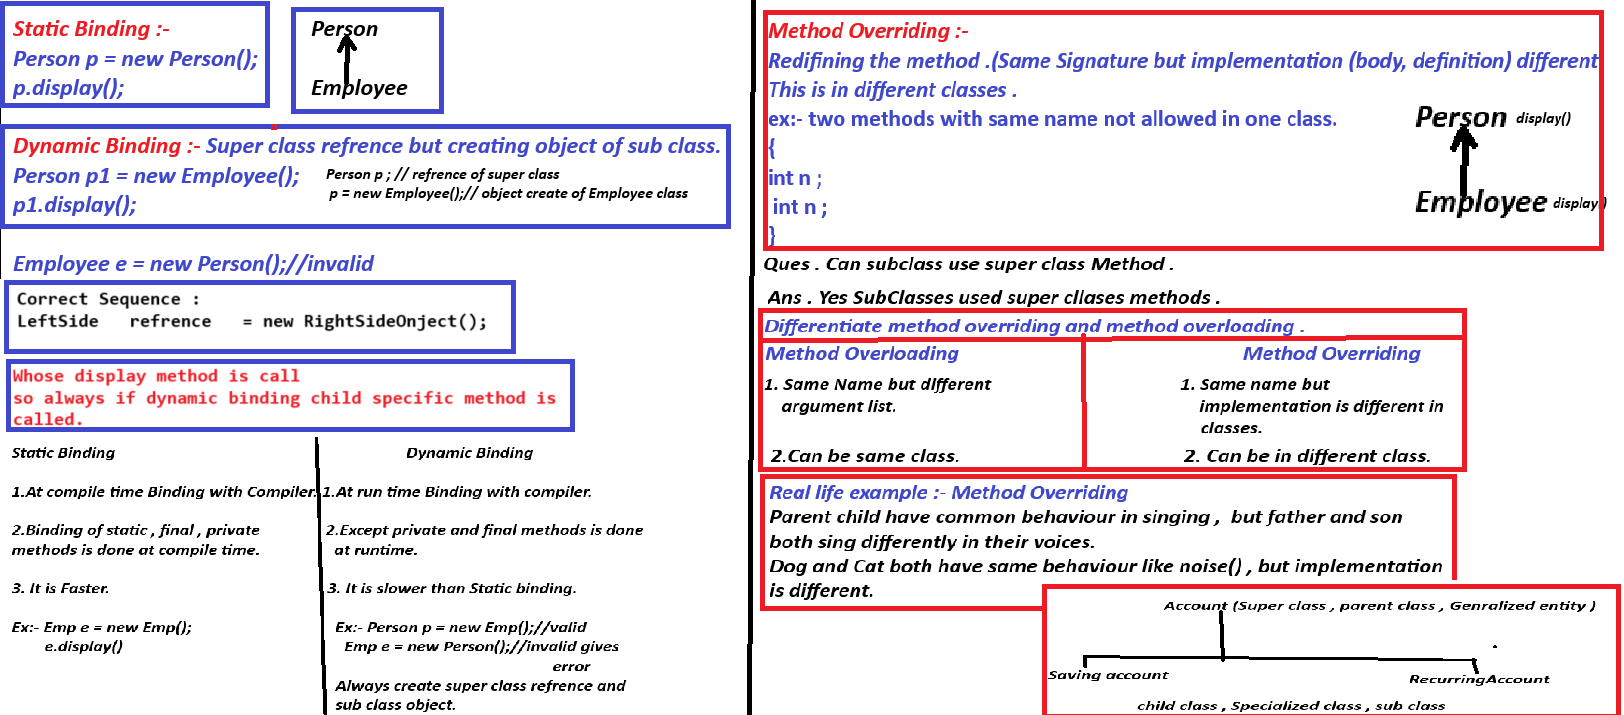 Static Binding :-
Person p = new Person();
p.display();
Person
Employee
Dynamic Binding :- Super class refrence but creating object of sub class.
Person p1 = new Employee();
p1.display();
Person p ; // refrence of super class
p = new Employee();// object create of Employee class
Employee e = new Person();//invalid
Correct Sequence :
LeftSide refrence = new RightSideOnject();
Whose display method is call
so always if dynamic binding child specific method is
called.
Static Binding
1.At compile time Binding with Compiler.
2.Binding of static , final , private
methods is done at compile time.
3. It is Faster.
Ex:- Emp e = new Emp();
e.display()
Dynamic Binding
1.At run time Binding with compiler.
2.Except private and final methods is done
at runtime.
3. It is slower than Static binding.
Ex:- Person p = new Emp();//valid
Emp e = new Person();//invalid gives
error
Always create super class refrence and
sub class object.
Method Overriding :-
Redifining the method .(Same Signature but implementation (body, definition) different
This is in different classes .
ex:- two methods with same name not allowed in one class.
{
int n ;
int n ;
}
Person display()
Employee display()
Ques . Can subclass use super class Method .
Ans . Yes SubClasses used super cllases methods .
Differentiate method overriding and method overloading .
Method Overloading
1. Same Name but different
argument list.
2.Can be same class.
Method Overriding
1. Same name but
implementation is different in
classes.
2. Can be in different class.
Real life example :- Method Overriding
Parent child have common behaviour in singing , but father and son
both sing differently in their voices.
Dog and Cat both have same behaviour like noise() , but implementation
is different.
Account (Super class , parent class , Genralized entity )
Saving account
RecurringAccount
child class , Specialized class , sub class